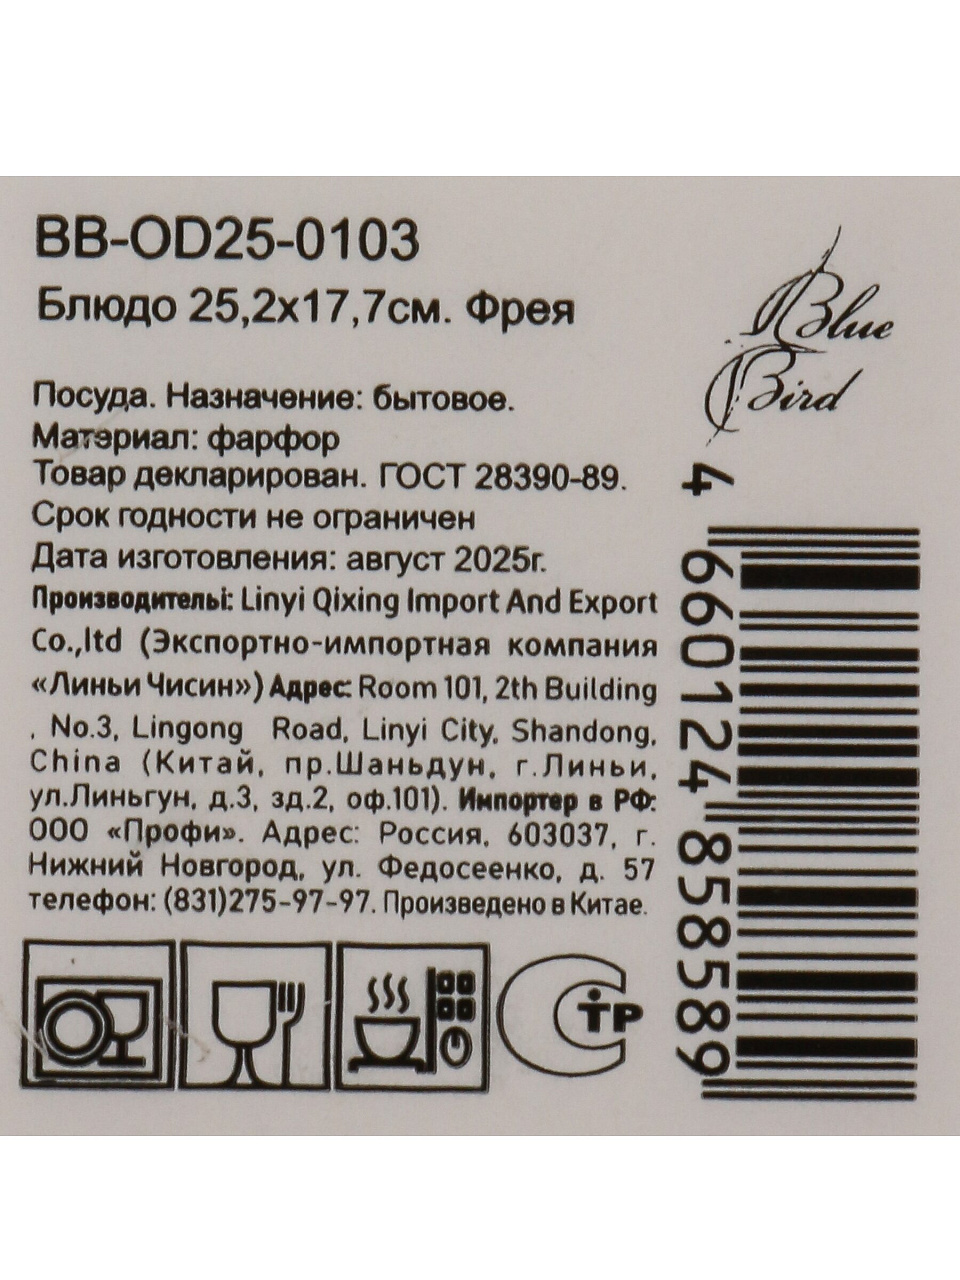 BB-OD25-0103
Блюдо 25,2х17,7см. Фрея
Blue
Bird
Посуда. Назначение: бытовое.
Материал: фарфор
Товар декларирован. ГОСТ 28390-89.
Срок годности не ограничен
Дата изготовления: август 2025г.
Производительi: Linyi Qixing Import And Export
Co.,ltd (Экспортно-импортная компания
«Линьи Чисин») Адрес: Room 101, 2th Building
, No.3, Lingong Road, Linyi City, Shandong,
China (Китай, пр.Шаньдун, г.Линьи,
ул.Линьгун, д.3, зд.2, оф.101). Импортер в РФ:
ООО «Профи». Адрес: Россия, 603037, г.
Нижний Новгород, ул. Федосеенко, д. 57
телефон: (831)275-97-97. Произведено в Китае.
СТР
4 660124 858589